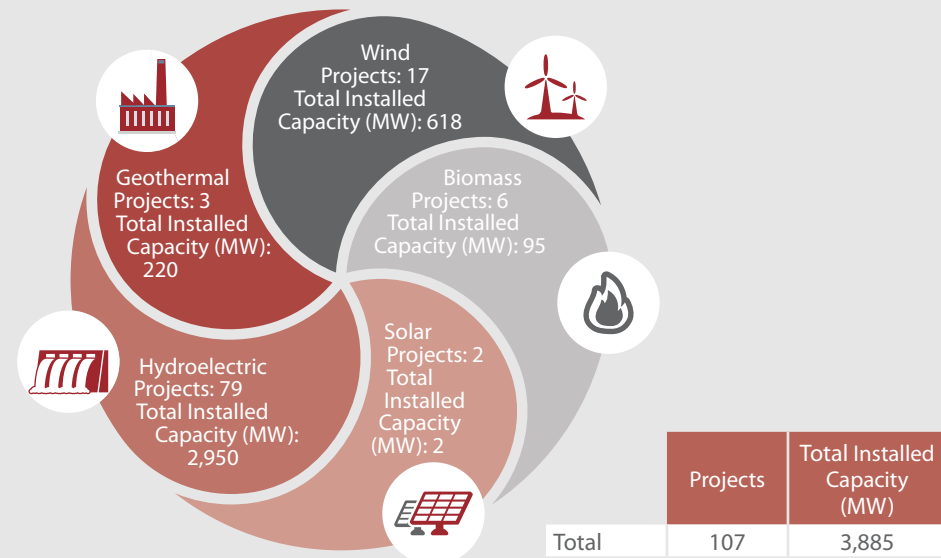 Wind
Projects: 17
Total Installed
Capacity (MW): 618
Geothermal
Projects: 3
Total Installed
Capacity (MW):
220
Biomass
Projects: 6
Total Installed
Capacity (MW): 95
Hydroelectric
Projects: 79
Total Installed
Capacity (MW):
2,950
Solar
Projects: 2
Total
Installed
Capacity
(MW): 2
Projects
Total Installed
Capacity
(MW)
Total 107 3,885